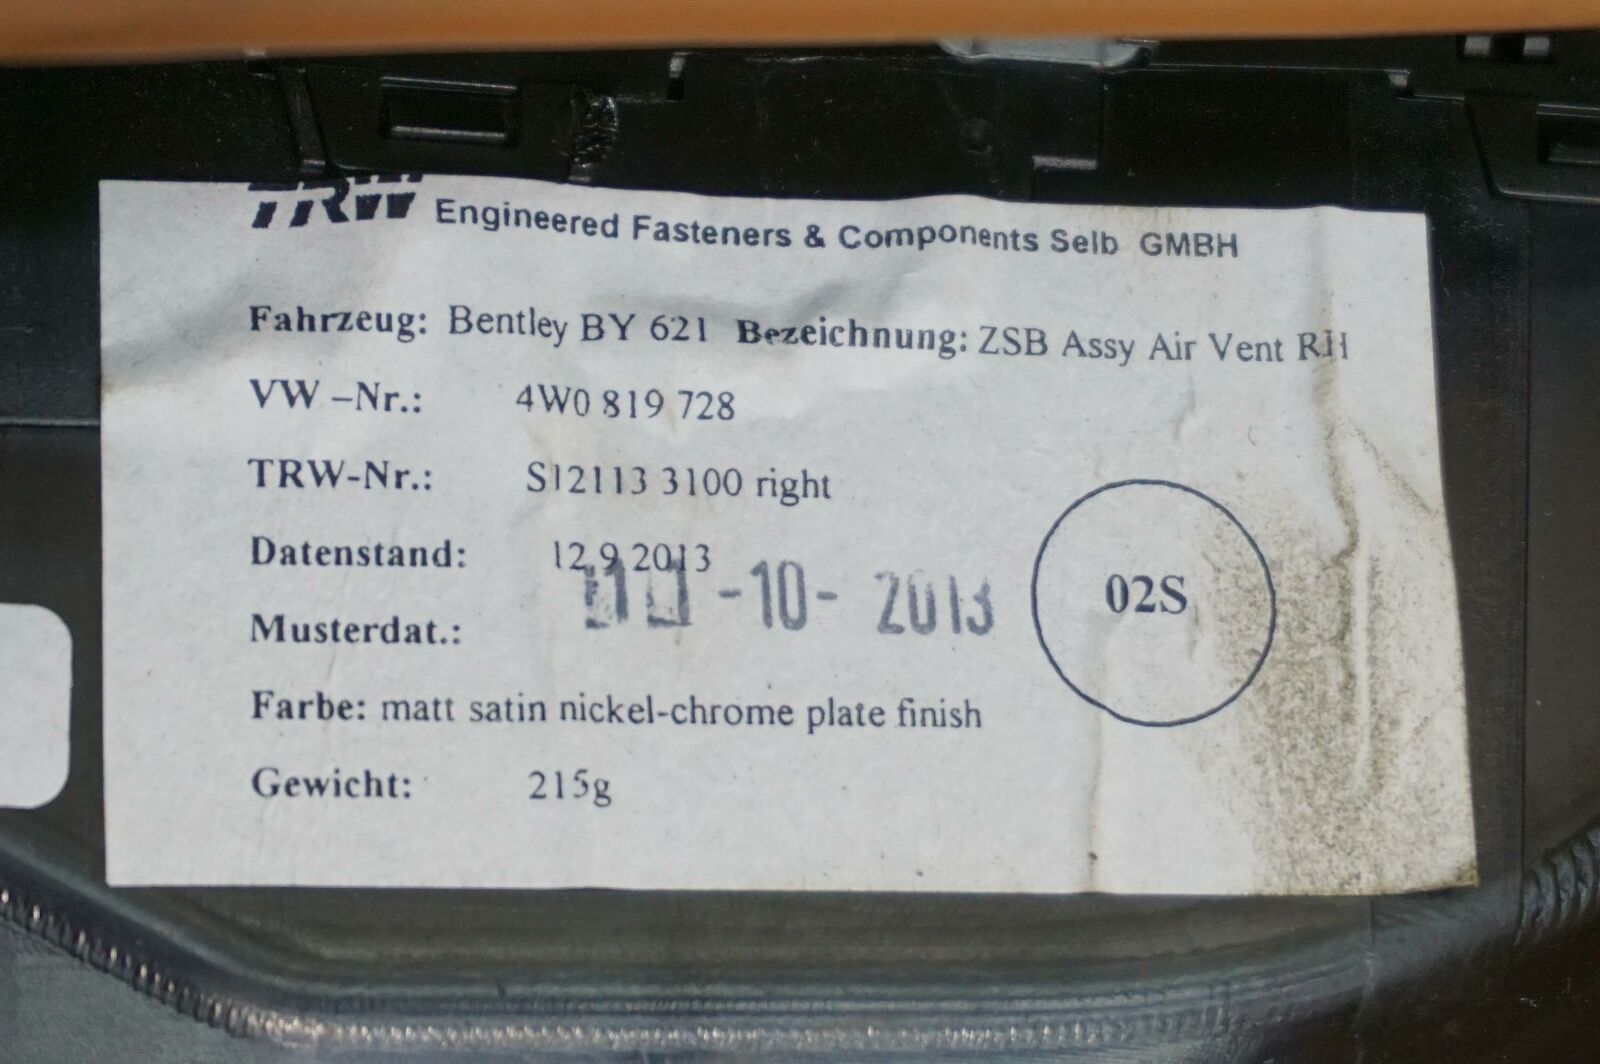 TRW Engineered Fasteners & Components Selb GMBH
Fahrzeug: Bentley BY 621 Bezeichnung: ZSB Assy Air Vent RH
VW –Nr.: 4W0 819 728
TRW-Nr.: S12113 3100 right
Datenstand: 12.9.2013
-10- 2013
Musterdat.:
02S
Farbe: matt satin nickel-chrome plate finish
Gewicht: 215g